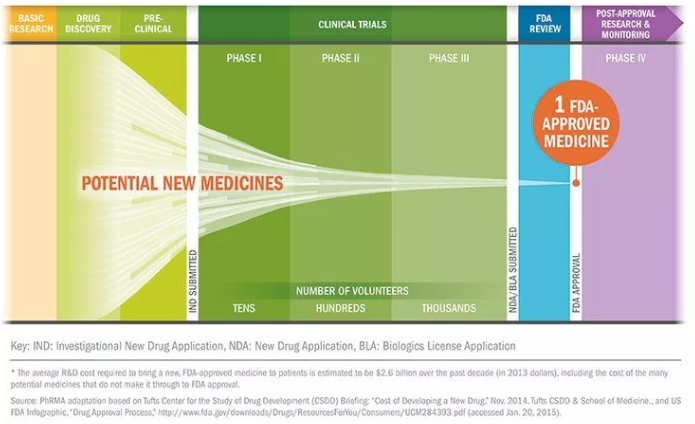 BASIC
RESEARCH
DRUG
DISCOVERY
PRE-
CLINICAL
CLINICAL TRIALS
FDA
REVIEW
POST-APPROVAL
RESEARCH &
MONITORING
PHASE I
PHASE II
PHASE III
PHASE IV
1 FDA-
APPROVED
MEDICINE
POTENTIAL NEW MEDICINES
IND SUBMITTED
NDA/BLA SUBMITTED
FDA APPROVAL
NUMBER OF VOLUNTEERS
TENS
HUNDREDS
THOUSANDS
Key: IND: Investigational New Drug Application, NDA: New Drug Application, BLA: Biologics License Application
* The average R&D cost required to bring a new, FDA-approved medicine to patients is estimated to be $2.6 billion over the past decade (in 2013 dollars), including the cost of the many
potential medicines that do not make it through to FDA approval.
Source: PhRMA adaptation based on Tufts Center for the Study of Drug Development (CSDD) Briefing: "Cost of Developing a New Drug," Nov. 2014. Tufts CSDD & School of Medicine., and US
FDA Infographic, "Drug Approval Process," http://www.fda.gov/downloads/Drugs/ResourcesForYou/Consumers/UCM284393.pdf (accessed Jan. 20, 2015).